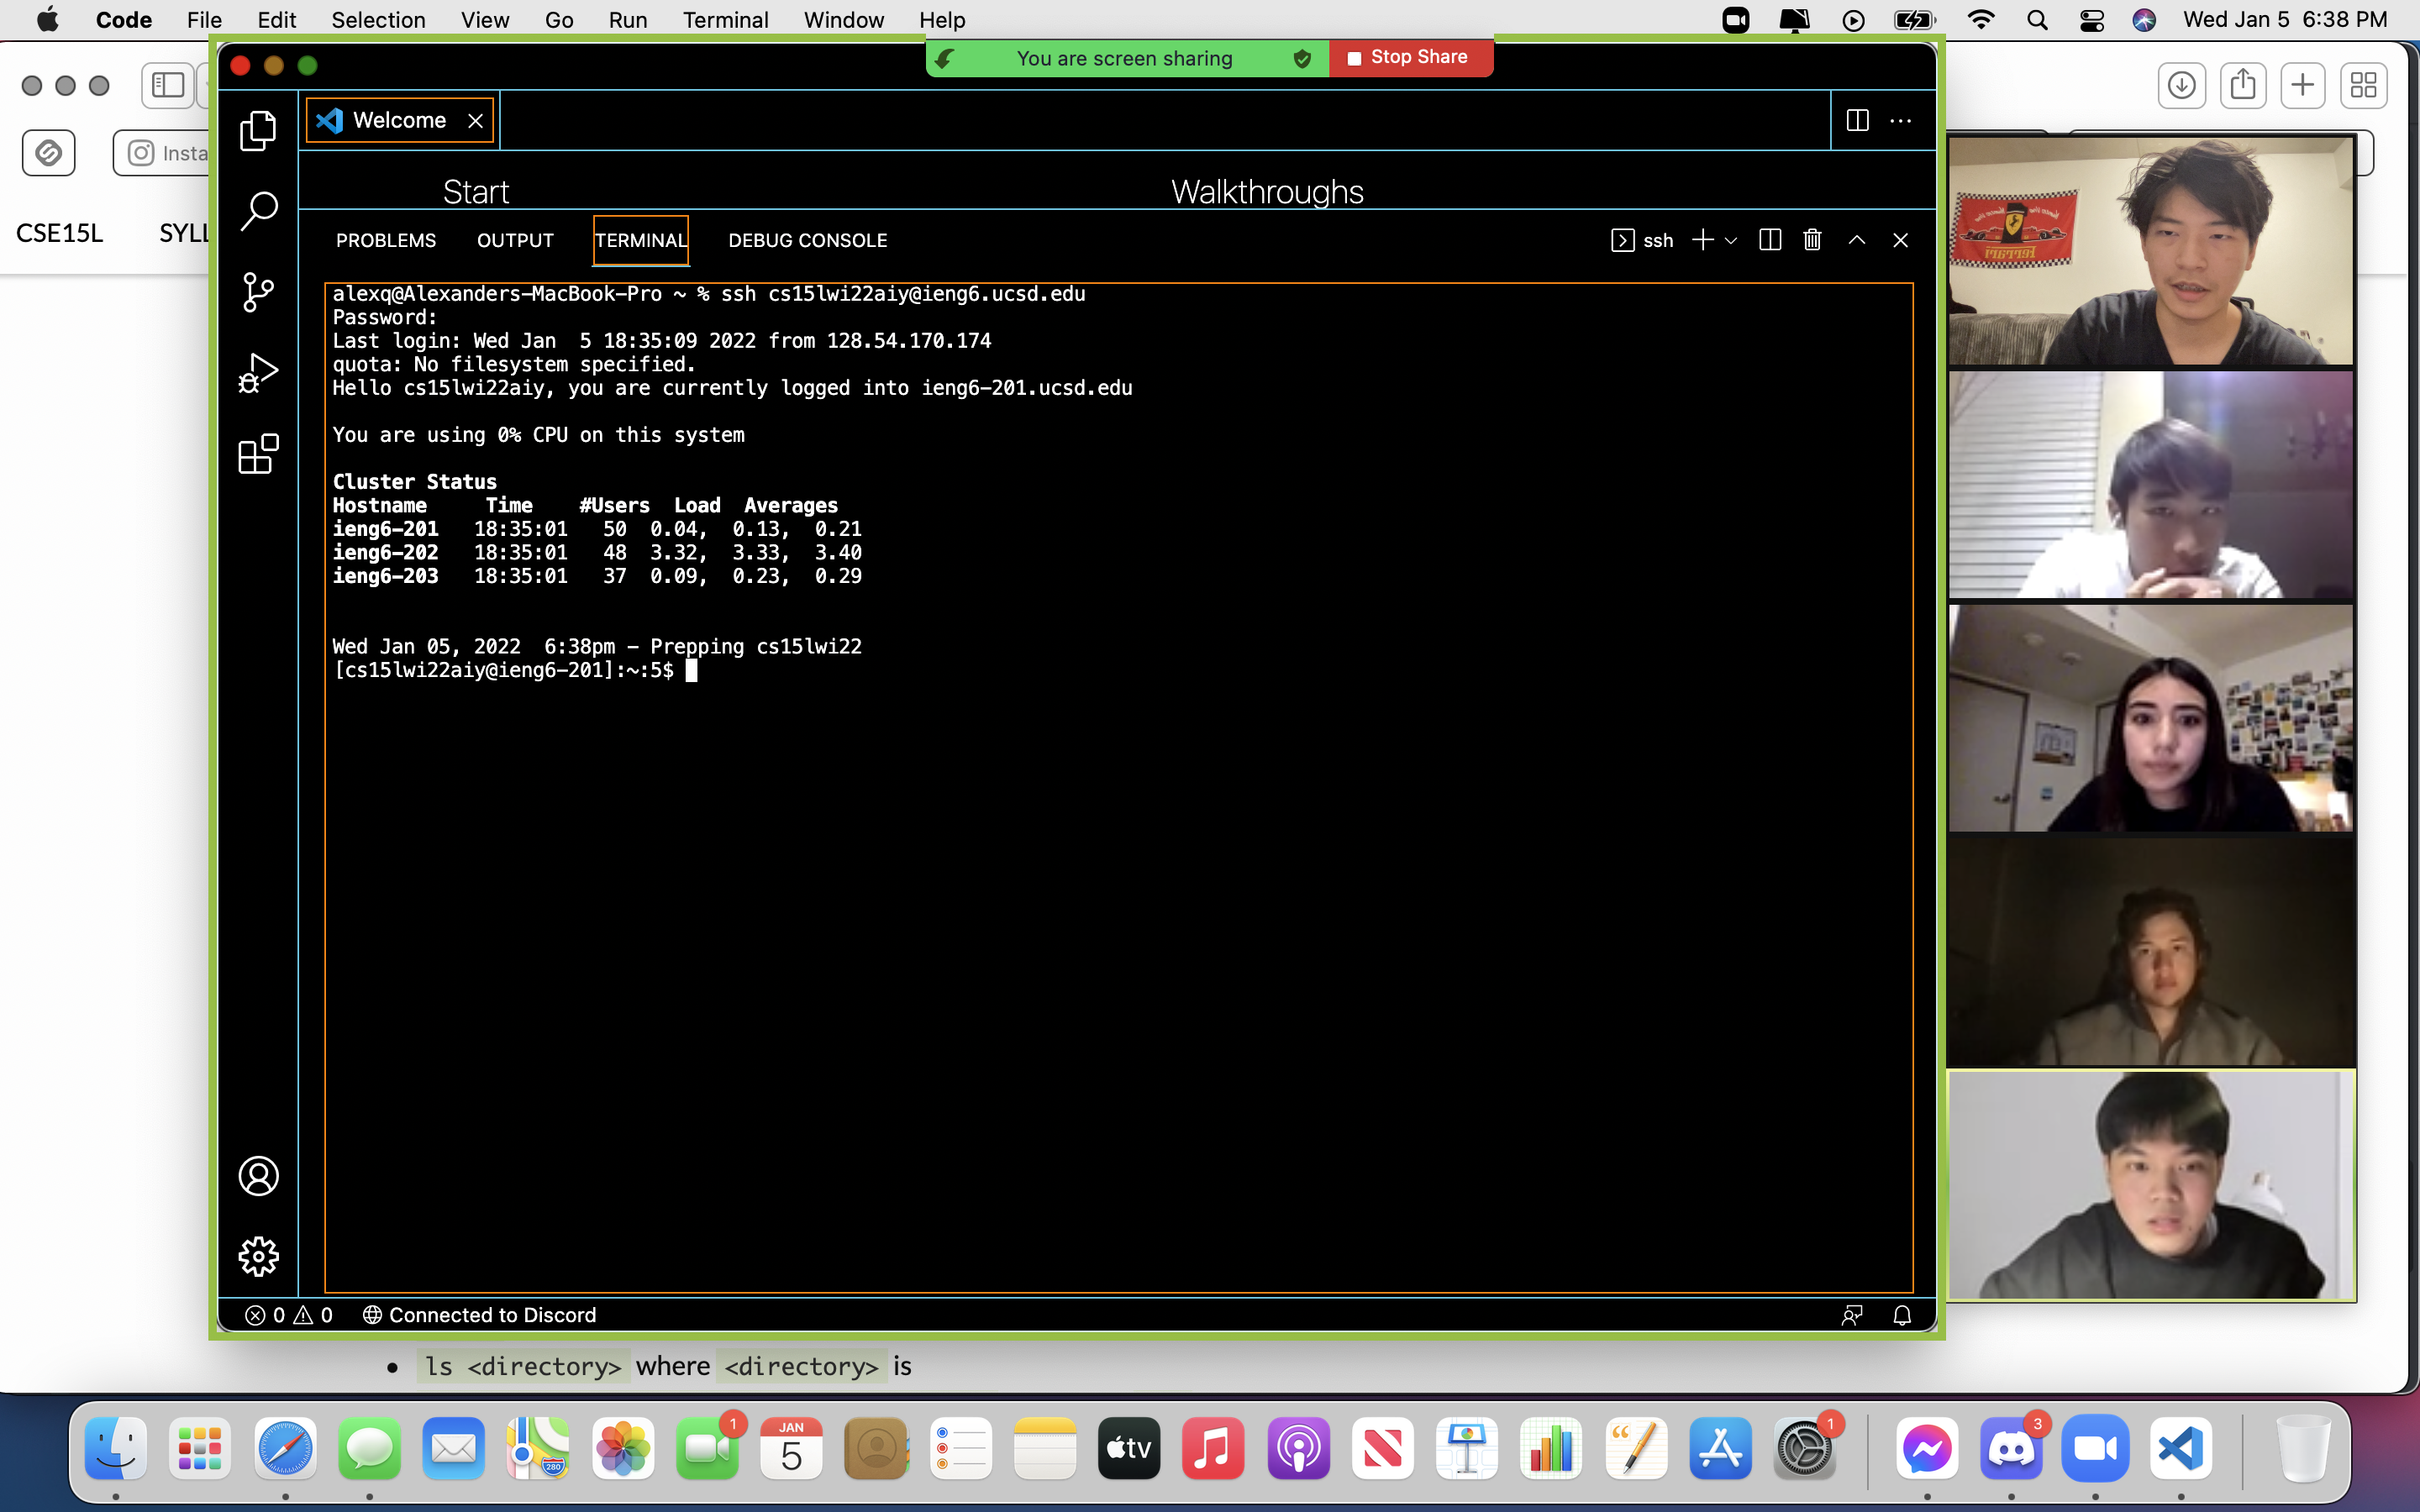 Code File Edit Selection View Go Run Terminal Window Help Wed Jan 5 6:38 PM
You are screen sharing Stop Share
Welcome
Insta
Start Walkthroughs
CSE15L SYLL
PROBLEMS OUTPUT TERMINAL DEBUG CONSOLE ssh
alexq@Alexanders-MacBook-Pro ~ % ssh cs15lwi22aiy@ieng6.ucsd.edu
Password:
Last login: Wed Jan  5 18:35:09 2022 from 128.54.170.174
quota: No filesystem specified.
Hello cs15lwi22aiy, you are currently logged into ieng6-201.ucsd.edu
You are using 0% CPU on this system
Cluster Status
Hostname     Time    #Users  Load  Averages
ieng6-201   18:35:01   50  0.04,  0.13,  0.21
ieng6-202   18:35:01   48  3.32,  3.33,  3.40
ieng6-203   18:35:01   37  0.09,  0.23,  0.29
Wed Jan 05, 2022  6:38pm - Prepping cs15lwi22
[cs15lwi22aiy@ieng6-201]:~:5$
0 0 Connected to Discord
• ls <directory> where <directory> is
1 JAN 5 280 tv 1 3